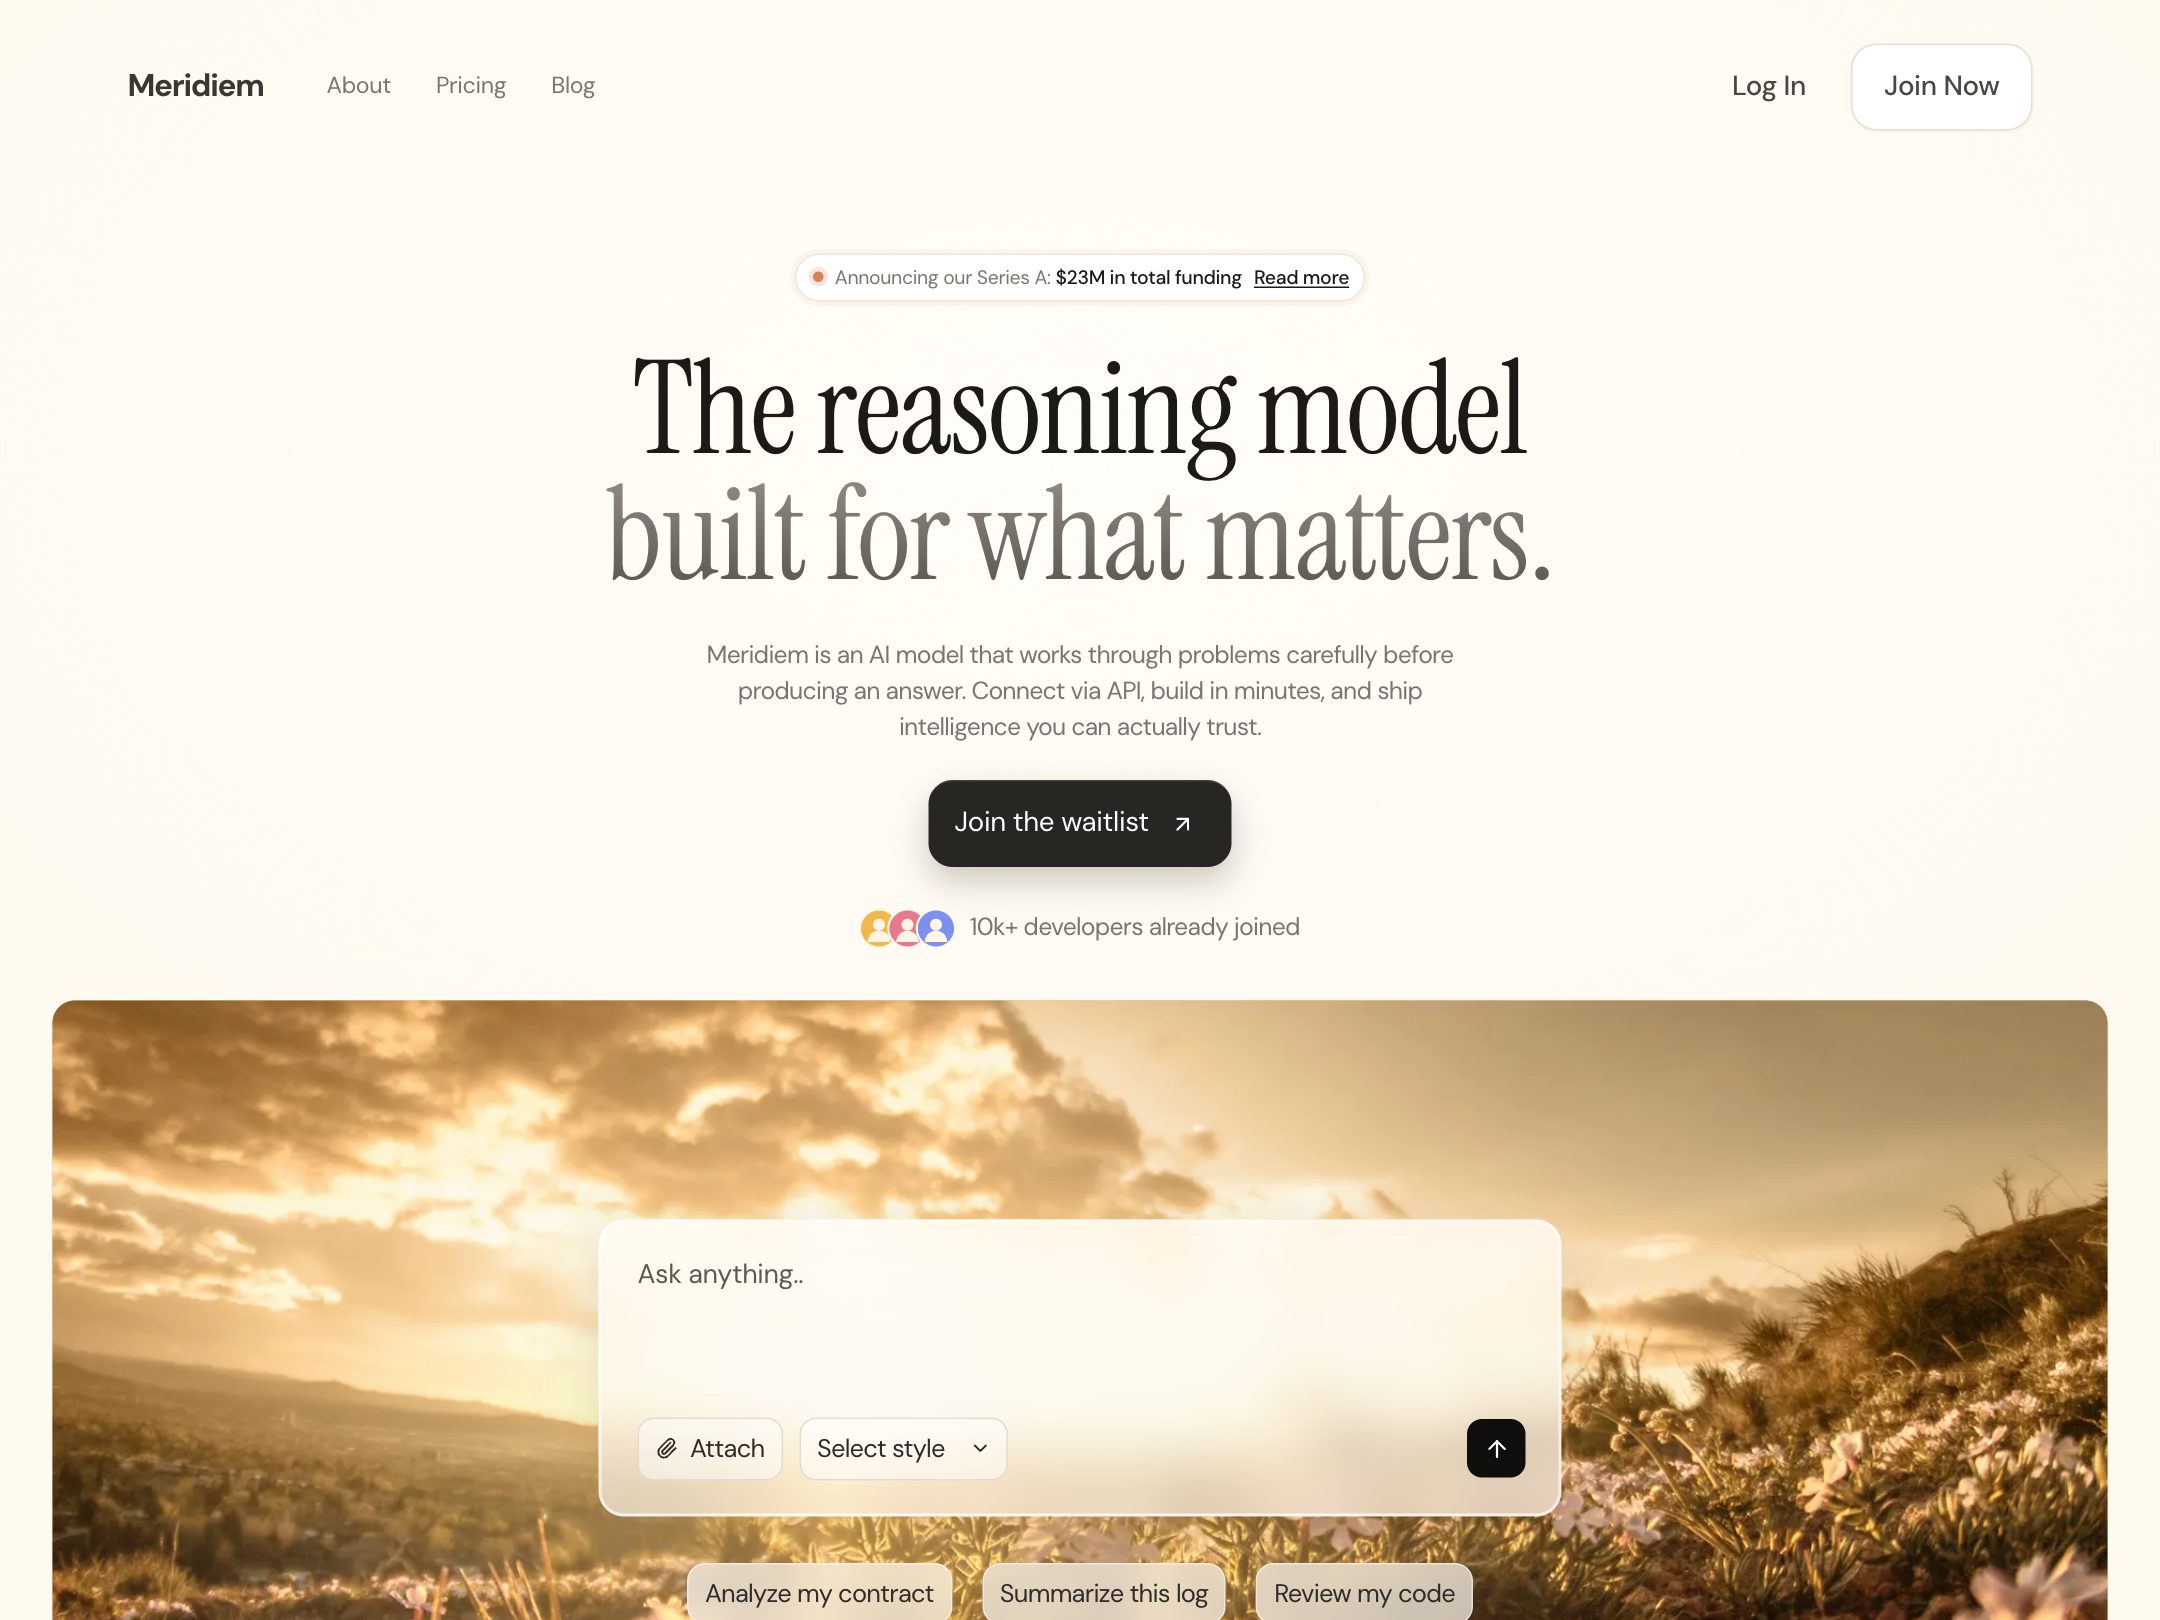 Meridiem
About
Pricing
Blog
Log In
Join Now
Announcing our Series A: $23M in total funding Read more
The reasoning model
built for what matters.
Meridiem is an AI model that works through problems carefully before
producing an answer. Connect via API, build in minutes, and ship
intelligence you can actually trust.
Join the waitlist
10k+ developers already joined
Ask anything..
Attach
Select style
Analyze my contract
Summarize this log
Review my code